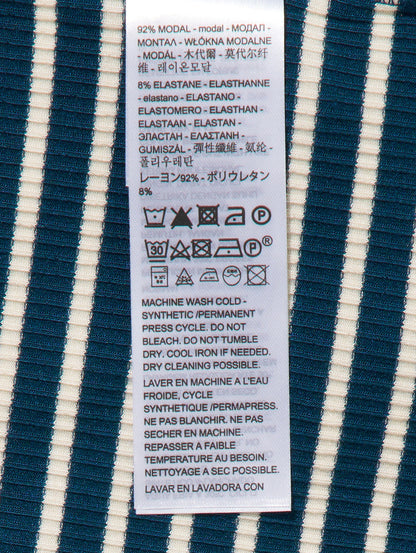 92% MODAL - modal - МОДАЛ -
ΜΟΝΤΑΛ - WŁÓKNA MODALNE
- MODÁL - 木代尔 - 莫代尔纤
维 - 레이온모달
8% ELASTANE - ELASTHANNE
- elastano - ELASTANO -
ELASTOMERO - ELASTHAN -
ELASTAAN - ELASTAN -
ЭЛАСТАН - ΕΛΑΣΤΑΝΗ -
GUMISZÁL - 彈性纖維 - 氨纶 -
폴리우레탄
レーヨン92% - ポリウレタン
8%
P
30 P®
MACHINE WASH COLD -
SYNTHETIC /PERMANENT
PRESS CYCLE. DO NOT
BLEACH. DO NOT TUMBLE
DRY. COOL IRON IF NEEDED.
DRY CLEANING POSSIBLE.
LAVER EN MACHINE A L'EAU
FROIDE, CYCLE
SYNTHETIQUE /PERMAPRESS.
NE PAS BLANCHIR. NE PAS
SECHER EN MACHINE.
REPASSER A FAIBLE
TEMPERATURE AU BESOIN.
NETTOYAGE A SEC POSSIBLE.
LAVAR EN LAVADORA CON